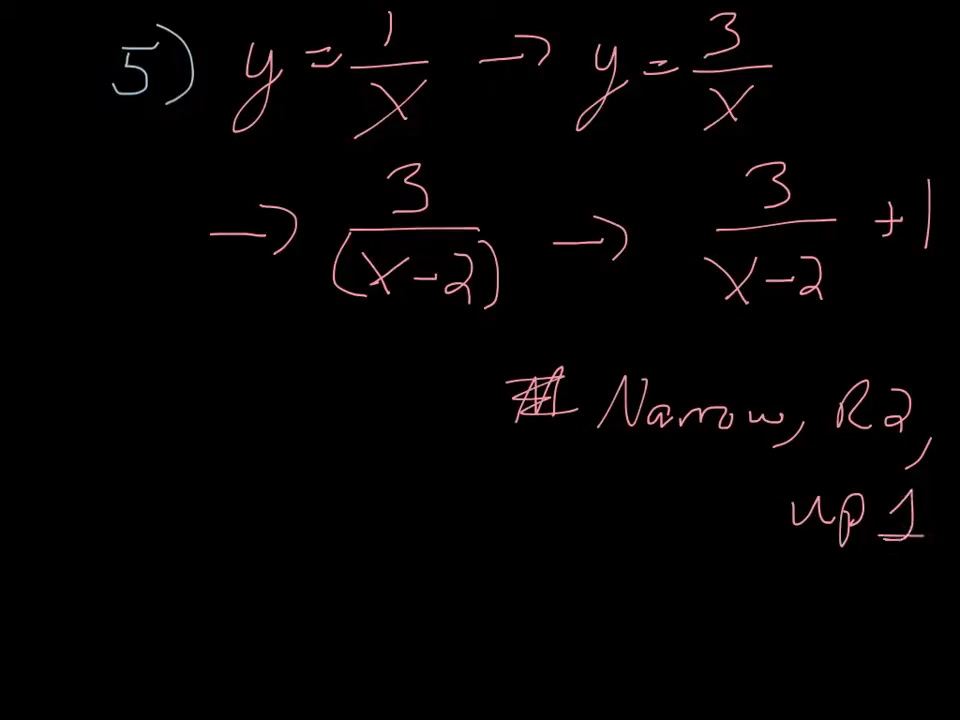 5) y = 1/x → y = 3/x
→ 3/(x-2) → 3/x-2 + 1
Narrow, R2,
up 1